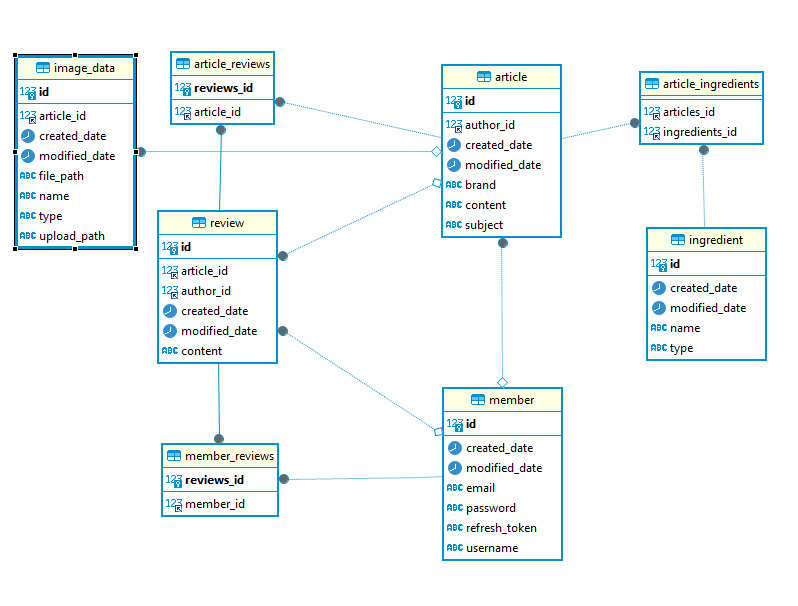 image_data
123 id
123 article_id
created_date
modified_date
ABC file_path
ABC name
ABC type
ABC upload_path
article_reviews
123 reviews_id
123 article_id
article
123 id
123 author_id
created_date
modified_date
ABC brand
ABC content
ABC subject
article_ingredients
123 articles_id
123 ingredients_id
review
123 id
123 article_id
123 author_id
created_date
modified_date
ABC content
ingredient
123 id
created_date
modified_date
ABC name
ABC type
member_reviews
123 reviews_id
123 member_id
member
123 id
created_date
modified_date
ABC email
ABC password
ABC refresh_token
ABC username